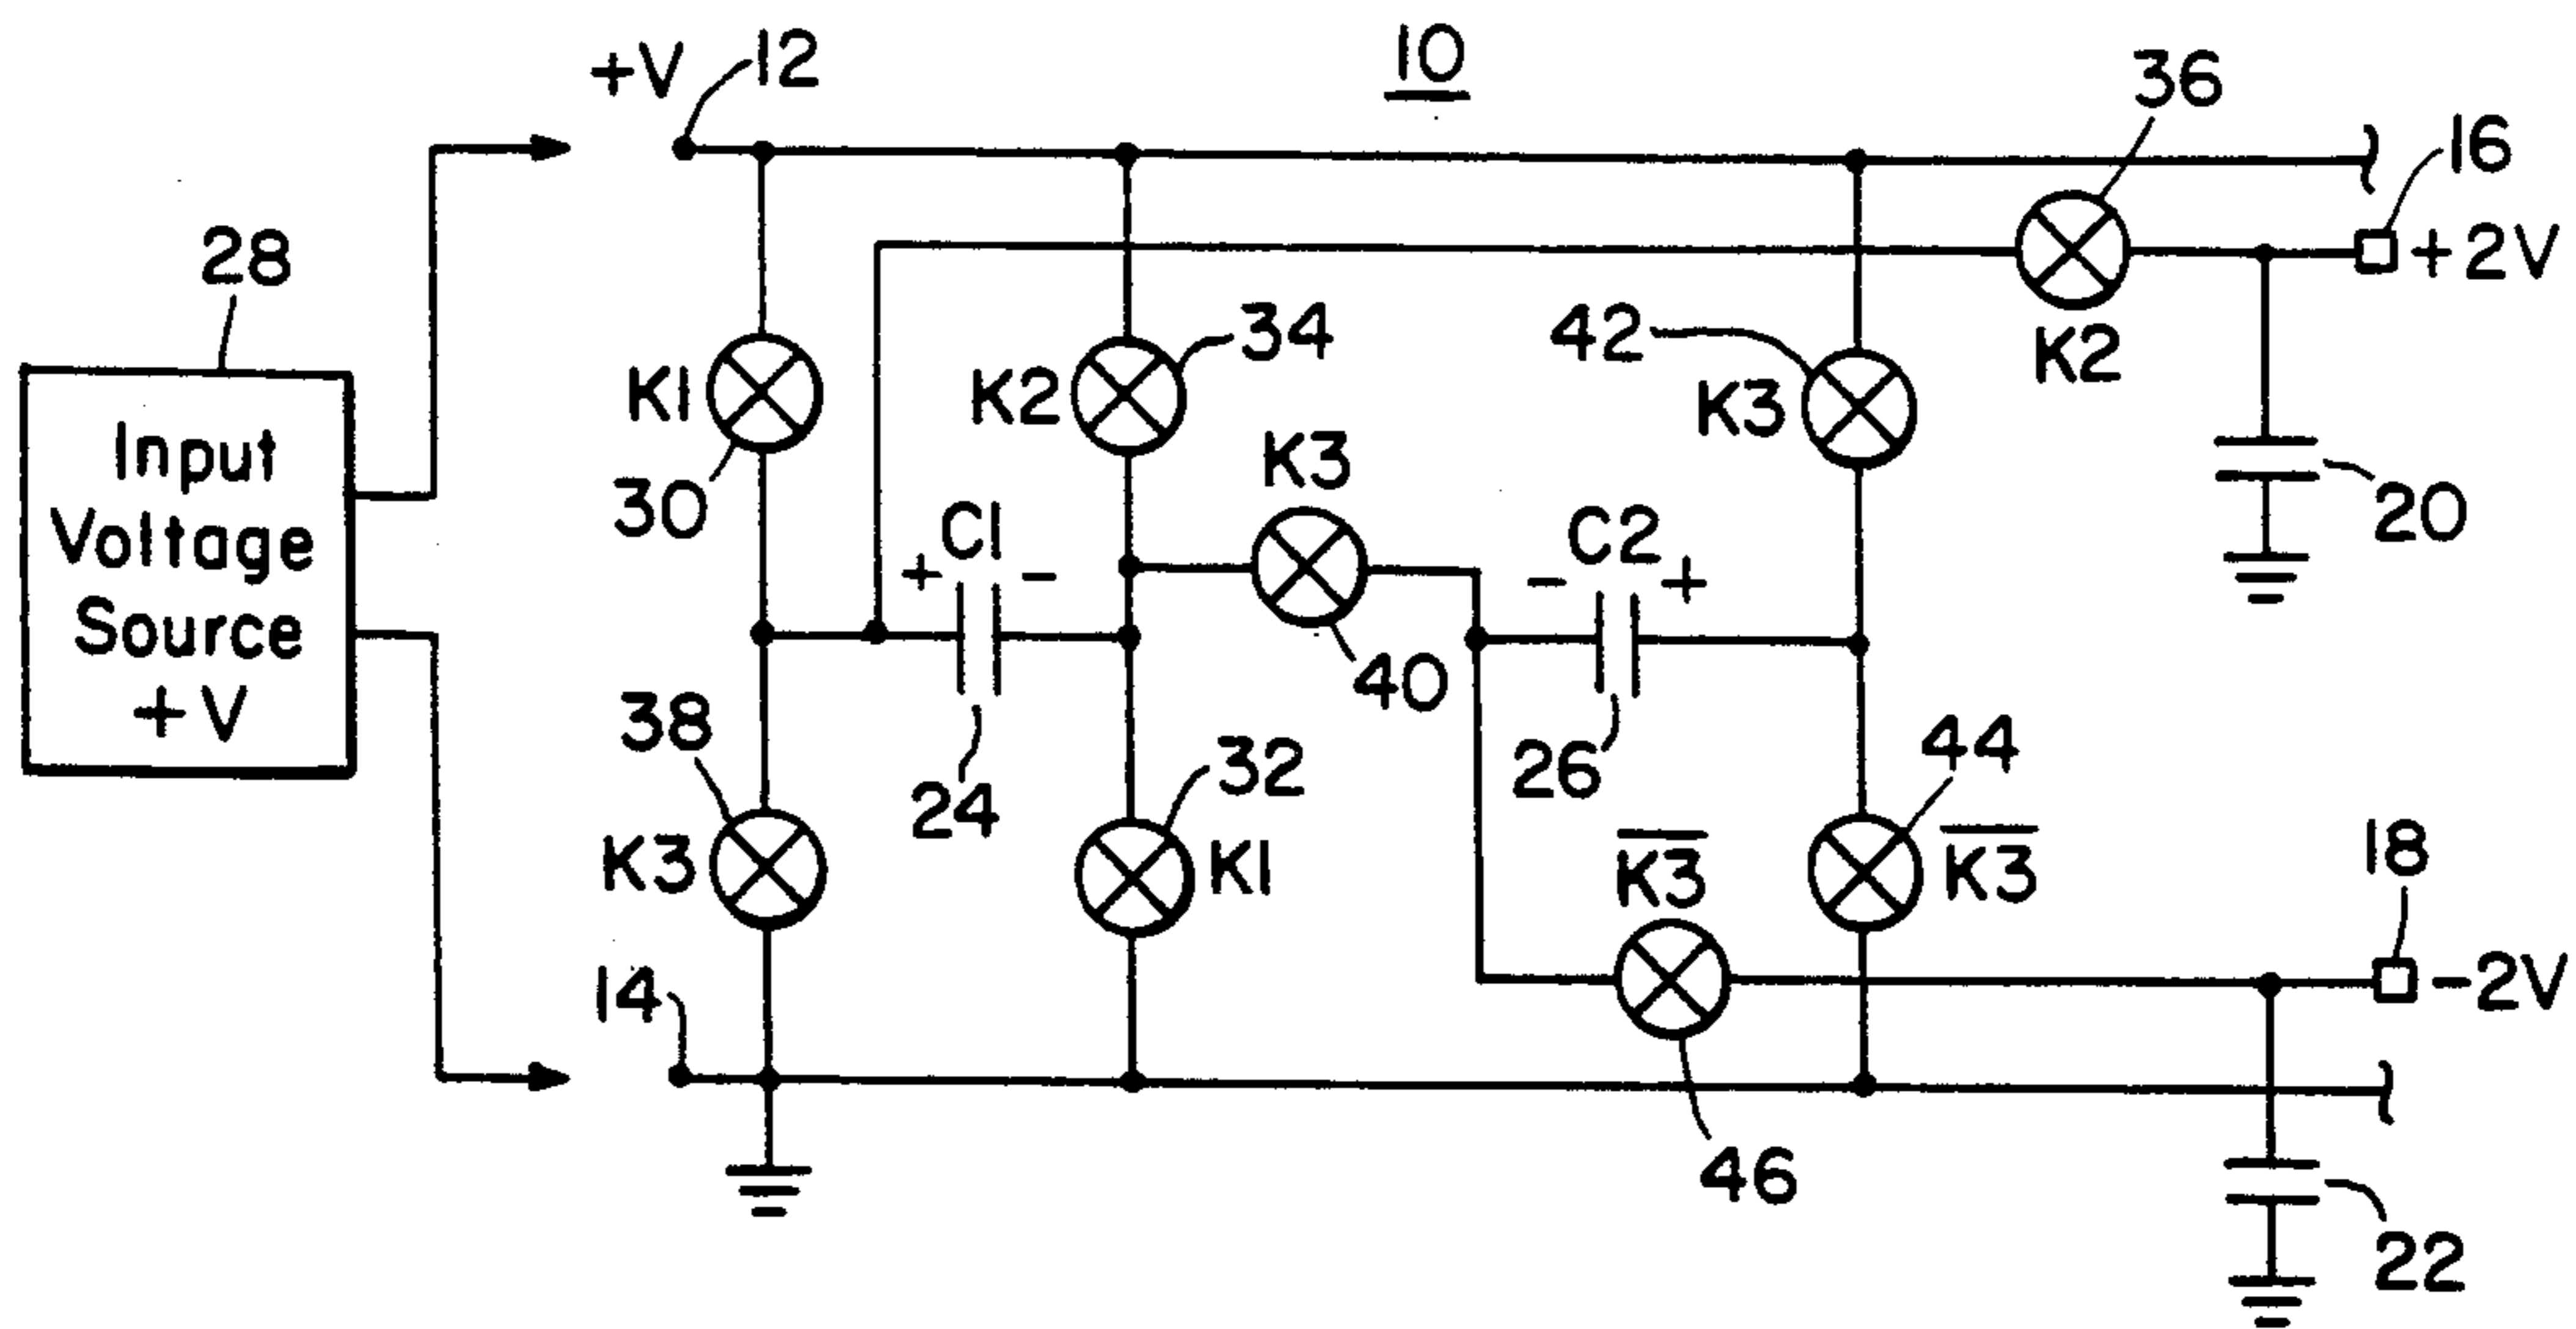 10
+V 12
36
16
+2V
28
34
42
K2
K1
K2
K3
K3
30
+ C1 -
- C2 +
20
Input
Voltage
Source
+V
40
38
24
32
26
44
K3
K1
K3
K3
18
14
-2V
46
22